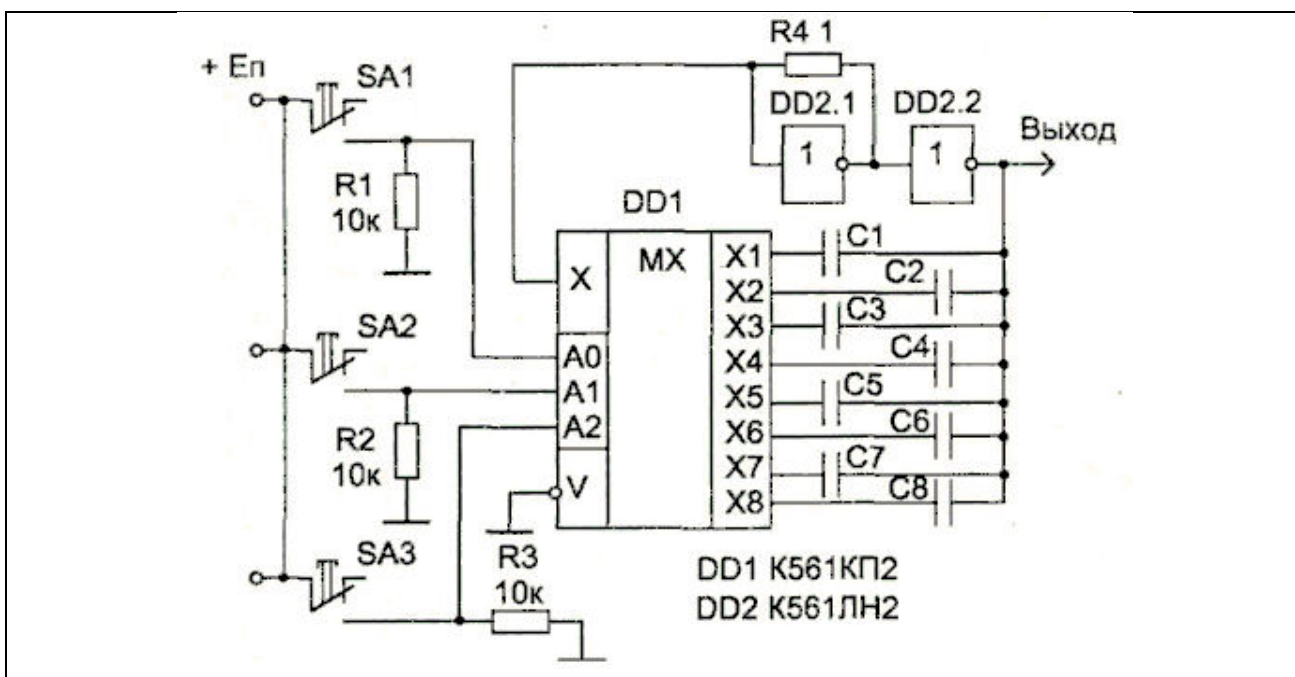 R4 1
+ Еп
SA1
DD2.1
DD2.2
Выход
1
1
R1
10к
DD1
MX
X
X1
C1
X2
C2
SA2
X3
C3
A0
X4
C4
A1
X5
C5
A2
X6
C6
R2
10к
V
X7
C7
X8
C8
SA3
R3
10к
DD1 К561КП2
DD2 К561ЛН2